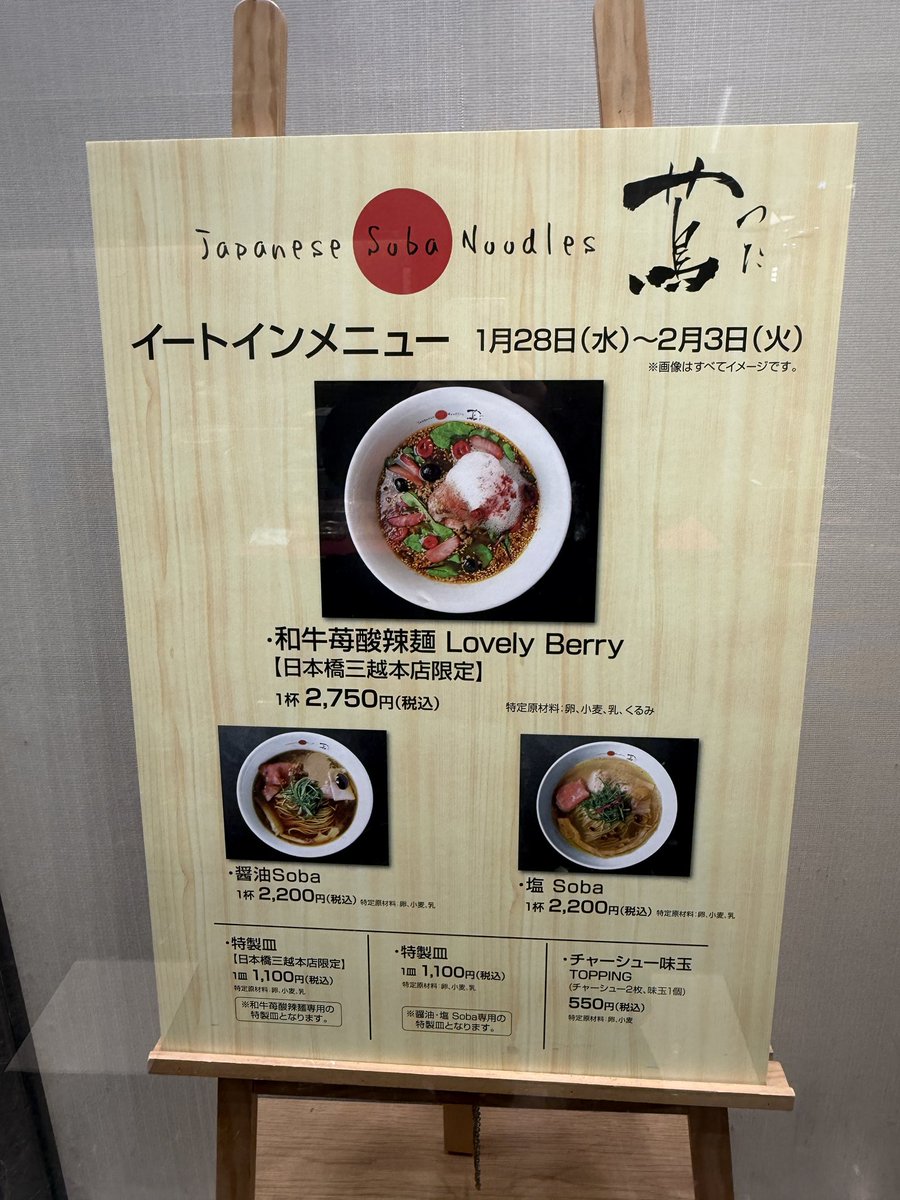 Japanese Soba Noodles 蔦 つた
イートインメニュー 1月28日(水)～2月3日(火)
※画像はすべてイメージです。
・和牛苺酸辣麺 Lovely Berry
【日本橋三越本店限定】
1杯 2,750円(税込)
特定原材料：卵、小麦、乳、くるみ
・醤油Soba
1杯 2,200円(税込) 特定原材料：卵、小麦、乳
・塩 Soba
1杯 2,200円(税込) 特定原材料：卵、小麦、乳
・特製皿
【日本橋三越本店限定】
1皿 1,100円(税込)
特定原材料：卵、小麦、乳
※和牛苺酸辣麺専用の
特製皿となります。
・特製皿
1皿 1,100円(税込)
特定原材料：卵、小麦、乳
※醤油・塩 Soba専用の
特製皿となります。
・チャーシュー味玉
TOPPING
(チャーシュー2枚、味玉1個)
550円(税込)
特定原材料：卵、小麦